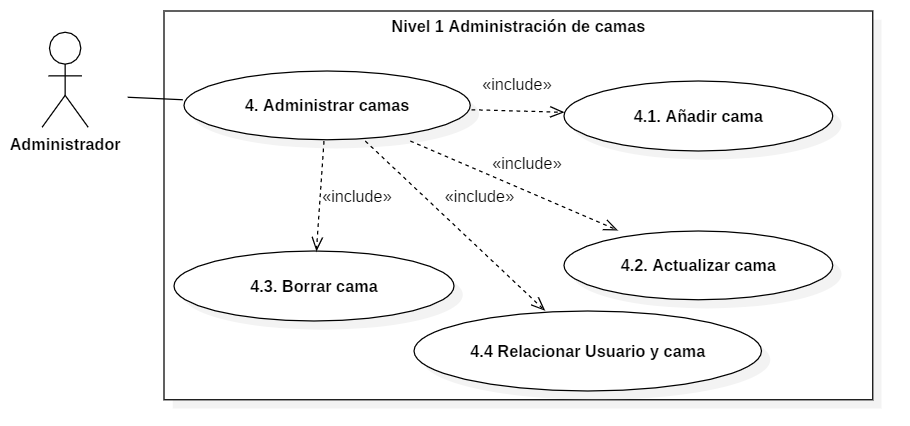 Nivel 1 Administración de camas
«include»
4. Administrar camas
4.1. Añadir cama
Administrador
«include»
«include»
«include»
4.2. Actualizar cama
4.3. Borrar cama
4.4 Relacionar Usuario y cama